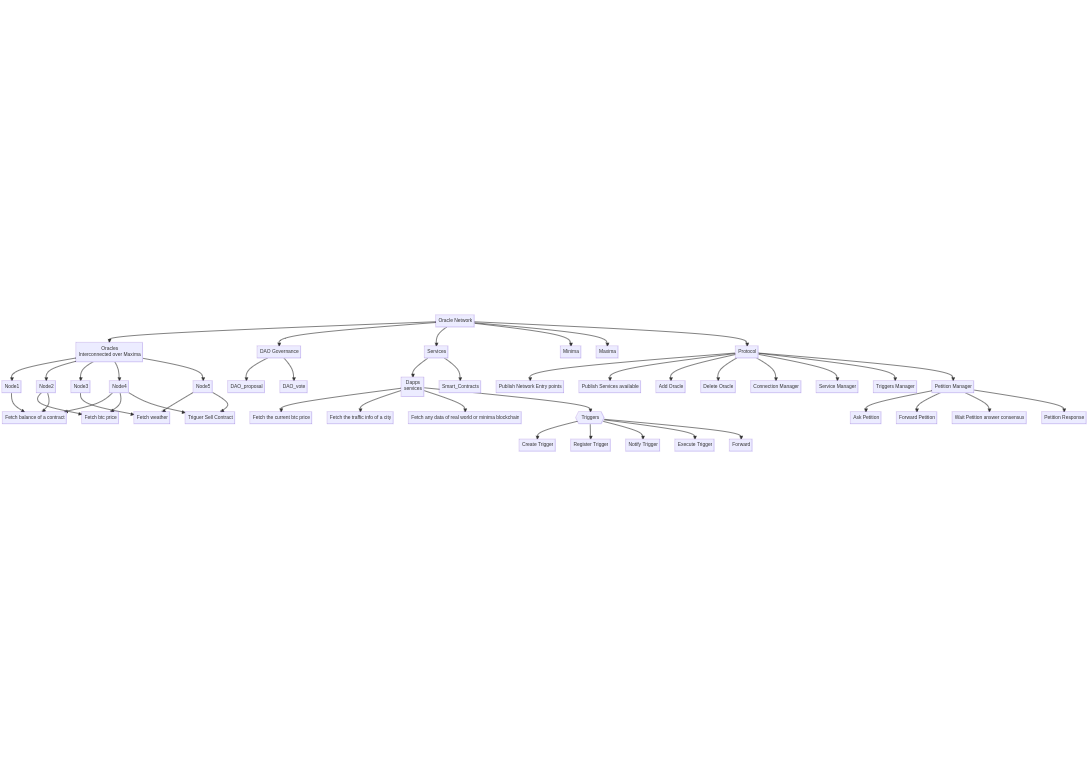 Oracle Network
Oracles
Interconnected over Maxima
DAO Governance
Services
Minima
Maxima
Protocol
Node1
Node2
Node3
Node4
Node5
DAO_proposal
DAO_vote
Dapps
services
Smart_Contracts
Publish Network Entry points
Publish Services available
Add Oracle
Delete Oracle
Connection Manager
Service Manager
Triggers Manager
Petition Manager
Fetch balance of a contract
Fetch btc price
Fetch weather
Triguer Sell Contract
Fetch the current btc price
Fetch the traffic info of a city
Fetch any data of real world or minima blockchain
Triggers
Ask Petition
Forward Petition
Wait Petition answer consensus
Petition Response
Create Trigger
Register Trigger
Notify Trigger
Execute Trigger
Forward